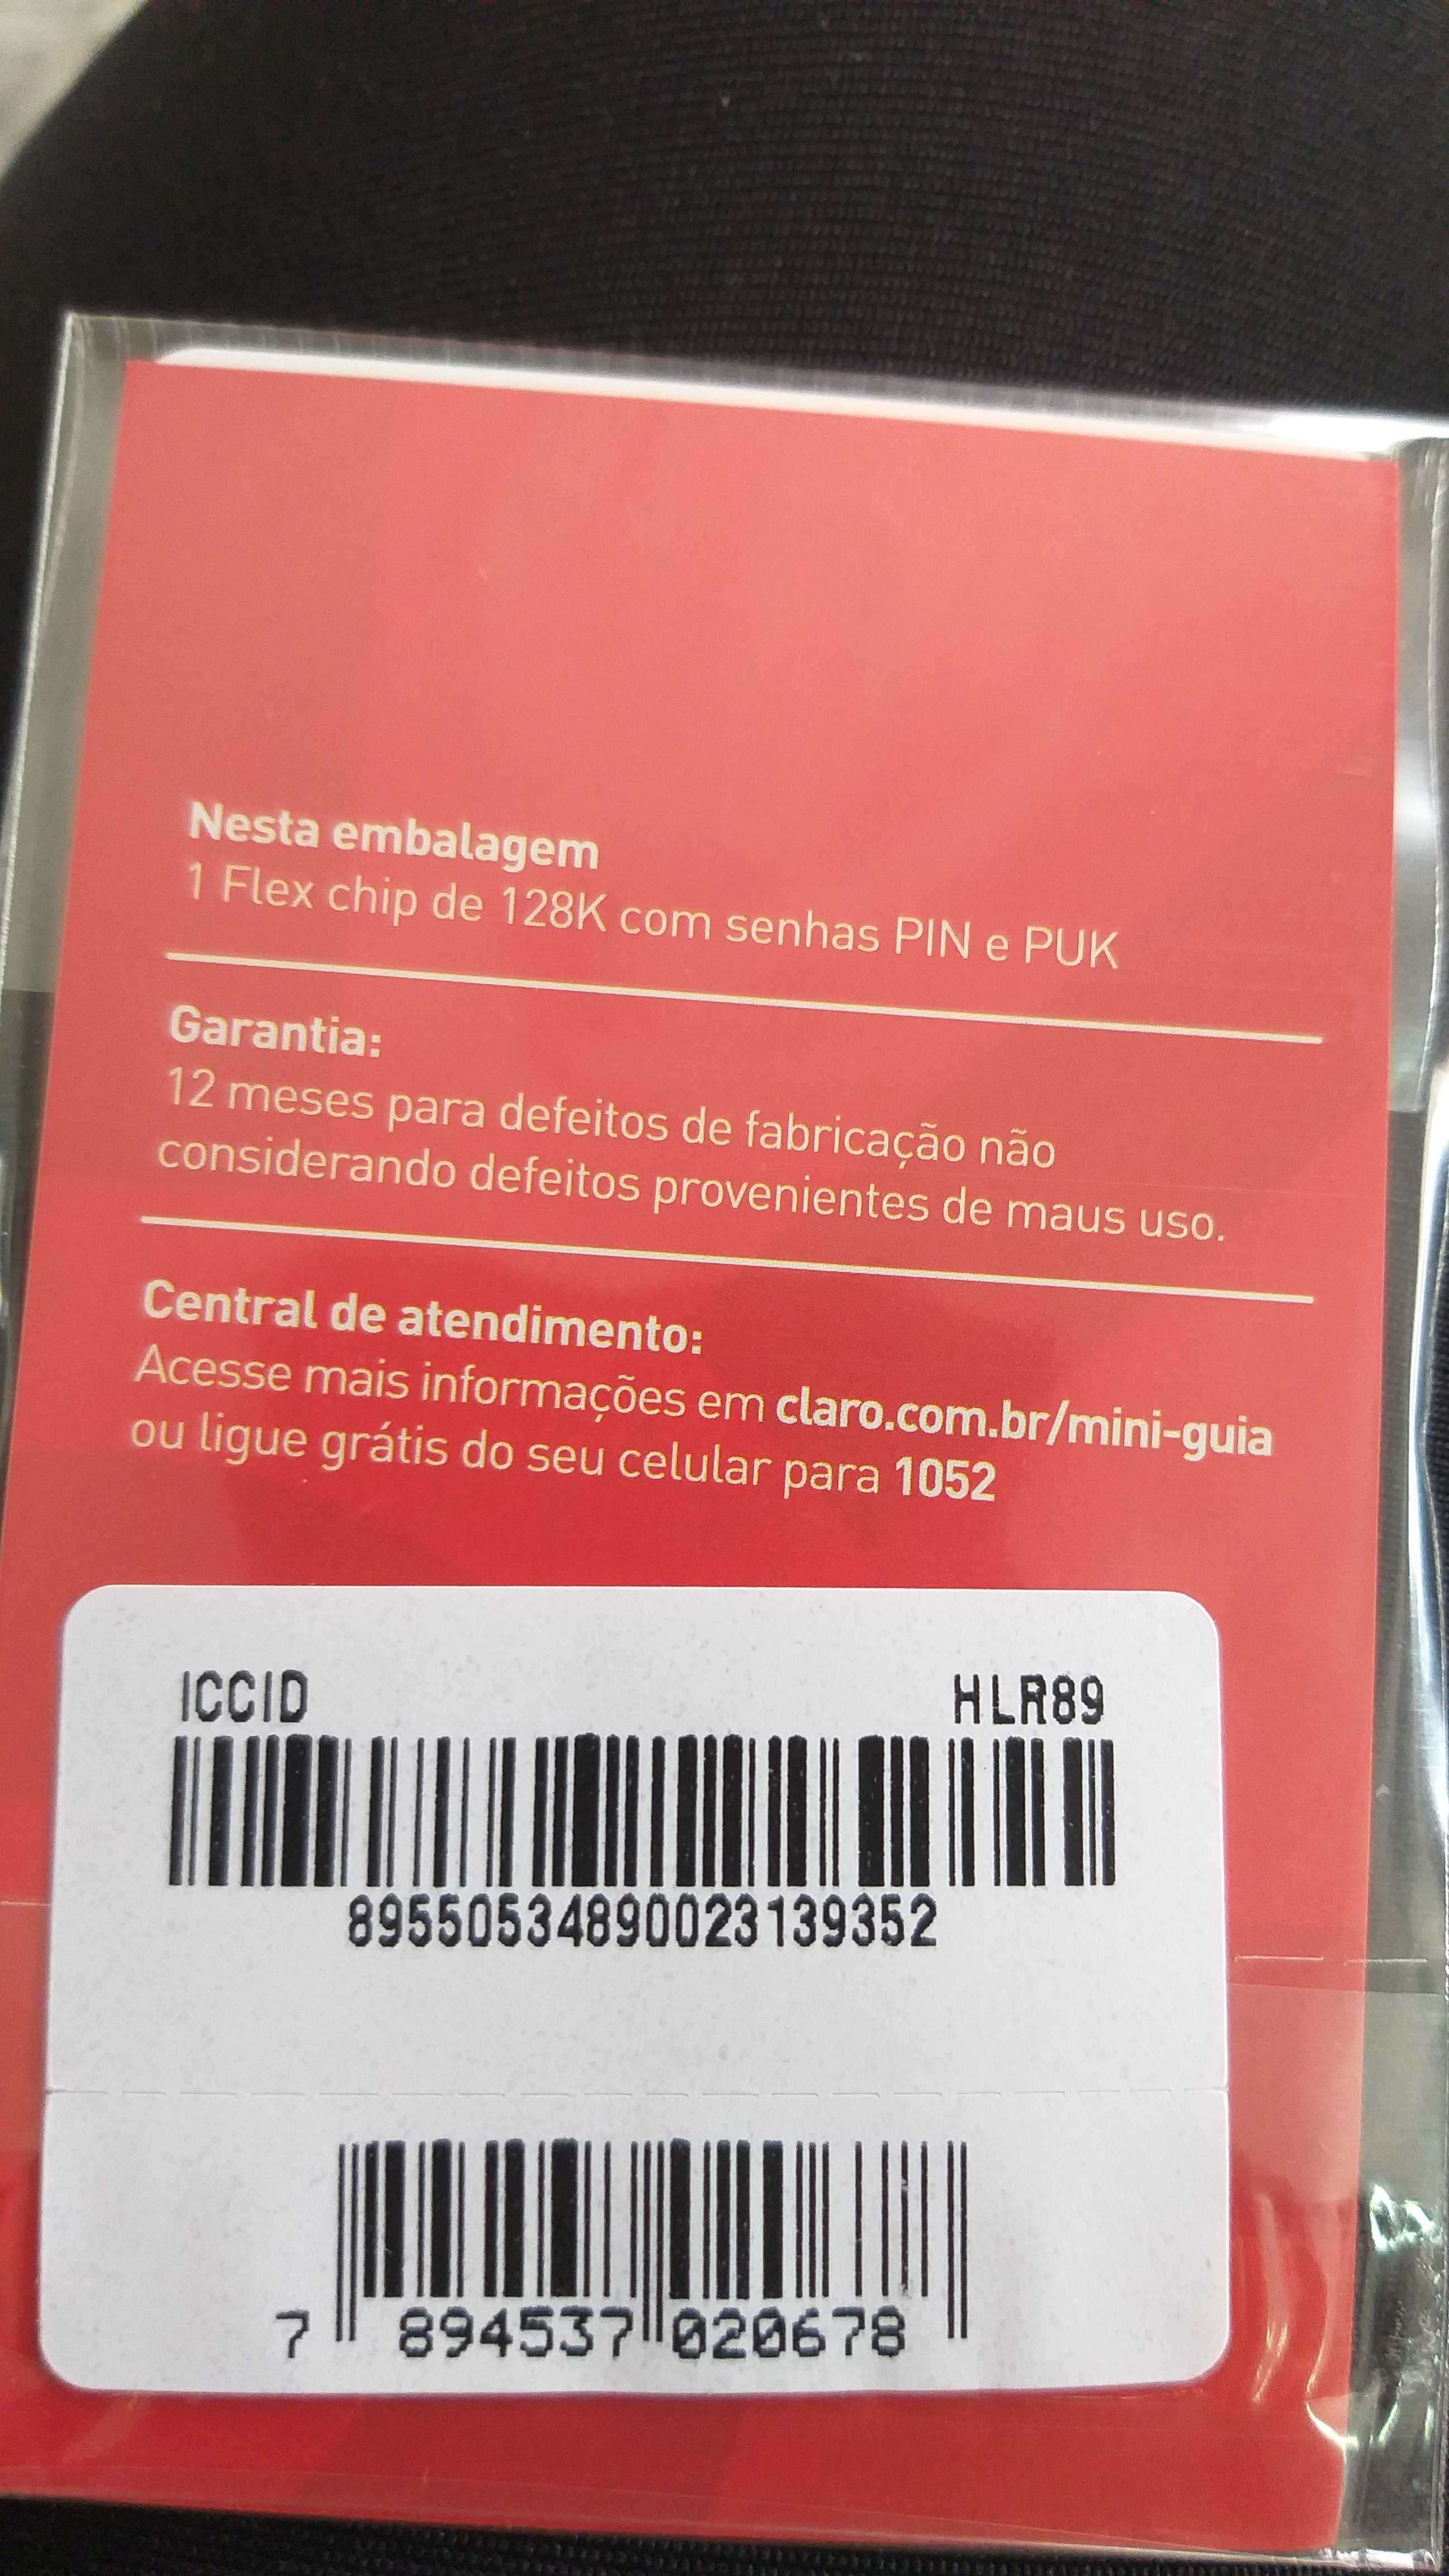 Nesta embalagem
1 Flex chip de 128K com senhas PIN e PUK
Garantia:
12 meses para defeitos de fabricação não
considerando defeitos provenientes de maus uso.
Central de atendimento:
Acesse mais informações em claro.com.br/mini-guia
ou ligue grátis do seu celular para 1052
ICCID HLR89
89550534890023139352
7 894537 020678